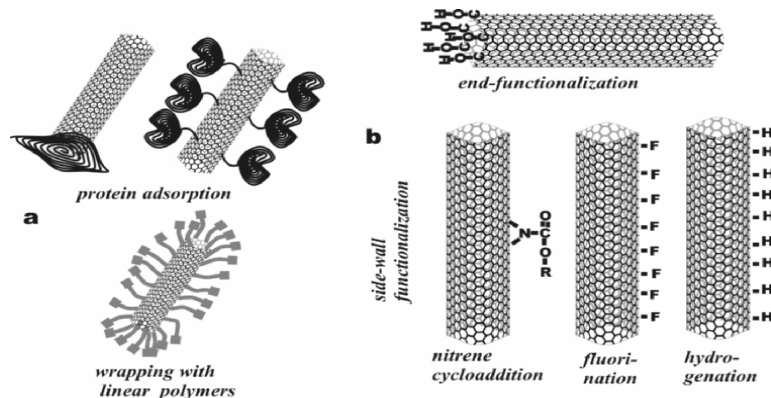 protein adsorption
a
wrapping with
linear polymers
C O H
C O H
C O H
C O H
C O H
end-functionalization
b
side-wall
functionalization
N C O
O
R
nitrene
cycloaddition
F
F
F
F
F
F
F
F
fluori-
nation
H
H
H
H
H
H
H
H
hydro-
genation